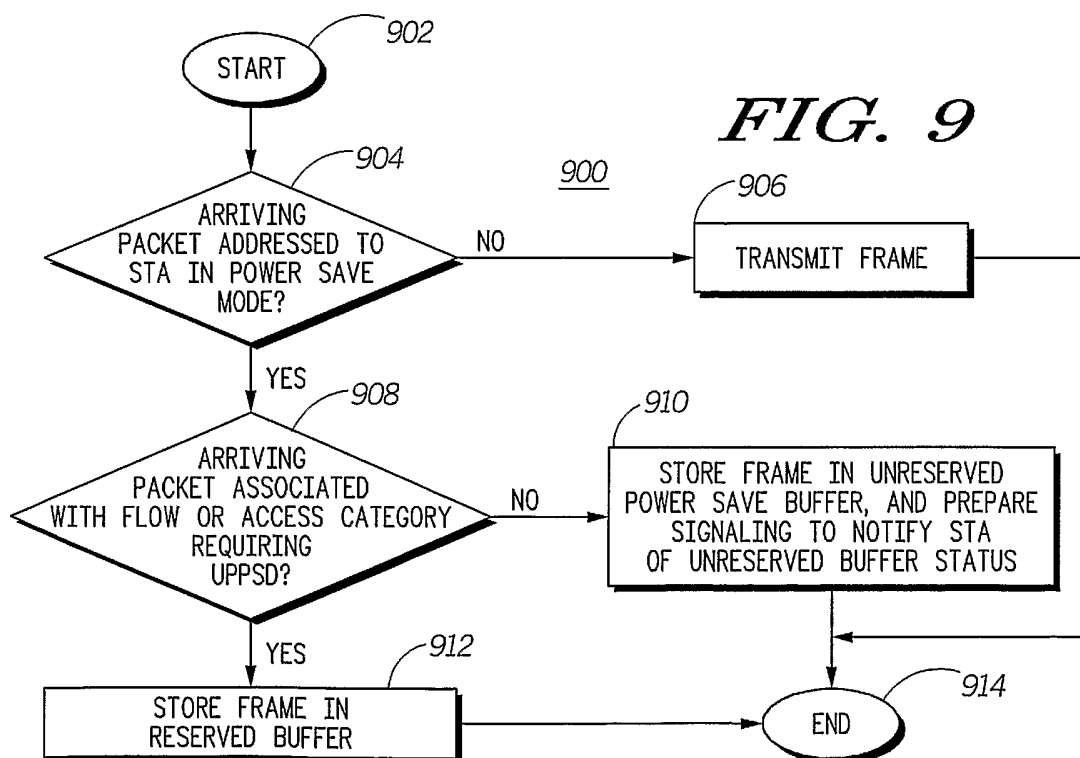 902
START
FIG. 9
904
900
906
ARRIVING
PACKET ADDRESSED TO
STA IN POWER SAVE
MODE?
NO
TRANSMIT FRAME
YES
908
910
ARRIVING
PACKET ASSOCIATED
WITH FLOW OR ACCESS CATEGORY
REQUIRING
UPPSD?
NO
STORE FRAME IN UNRESERVED
POWER SAVE BUFFER, AND PREPARE
SIGNALING TO NOTIFY STA
OF UNRESERVED BUFFER STATUS
YES
912
STORE FRAME IN
RESERVED BUFFER
914
END